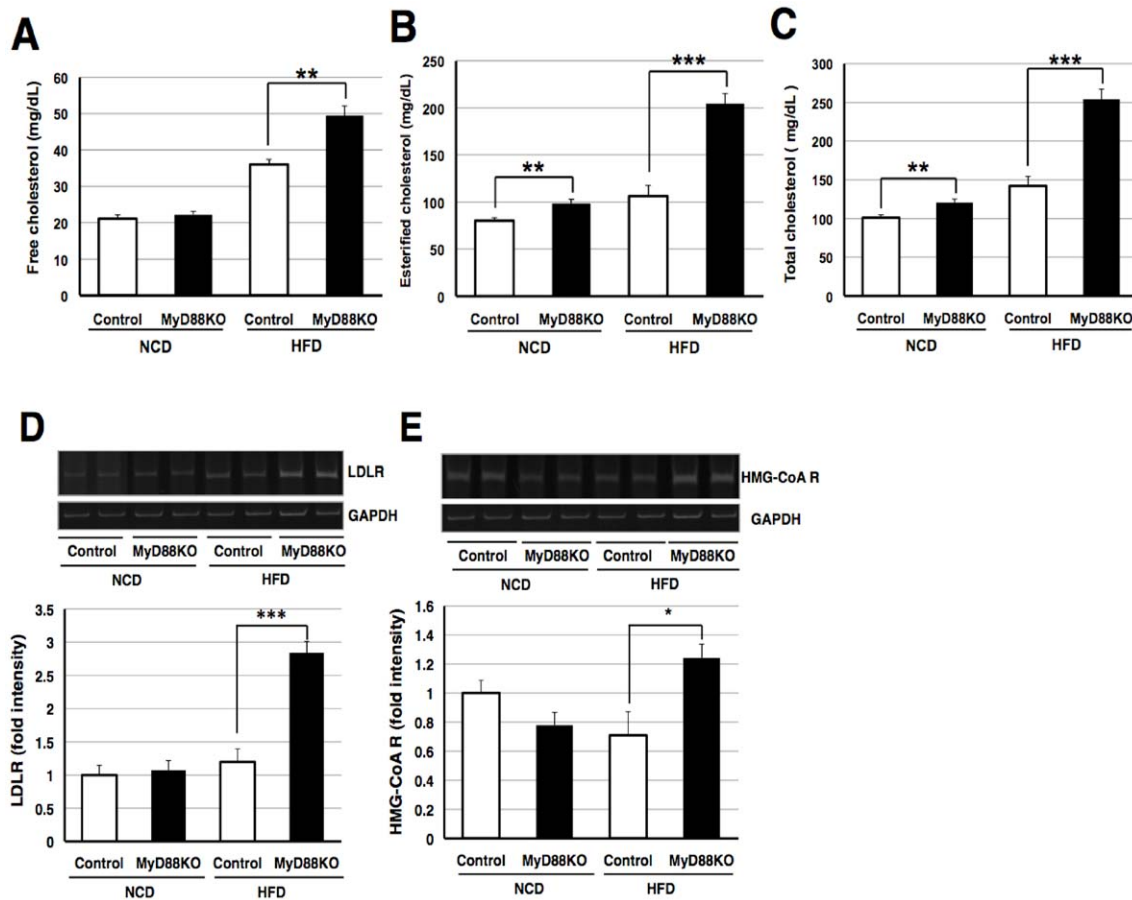 A
Free cholesterol (mg/dL)
60
50
40
30
20
10
0
**
Control MyD88KO Control MyD88KO
NCD HFD
B
Esterified cholesterol (mg/dL)
250
200
150
100
50
0
**
***
Control MyD88KO Control MyD88KO
NCD HFD
C
Total cholesterol ( mg/dL )
300
250
200
150
100
50
0
**
***
Control MyD88KO Control MyD88KO
NCD HFD
D
LDLR
GAPDH
Control MyD88KO Control MyD88KO
NCD HFD
LDLR (fold intensity)
3.5
3
2.5
2
1.5
1
0.5
0
***
Control MyD88KO Control MyD88KO
NCD HFD
E
HMG-CoA R
GAPDH
Control MyD88KO Control MyD88KO
NCD HFD
HMG-CoA R (fold intensity)
1.6
1.4
1.2
1
0.8
0.6
0.4
0.2
0
*
Control MyD88KO Control MyD88KO
NCD HFD